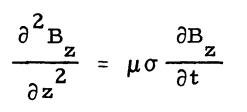 ∂²B_z / ∂z² = μσ ∂B_z / ∂t